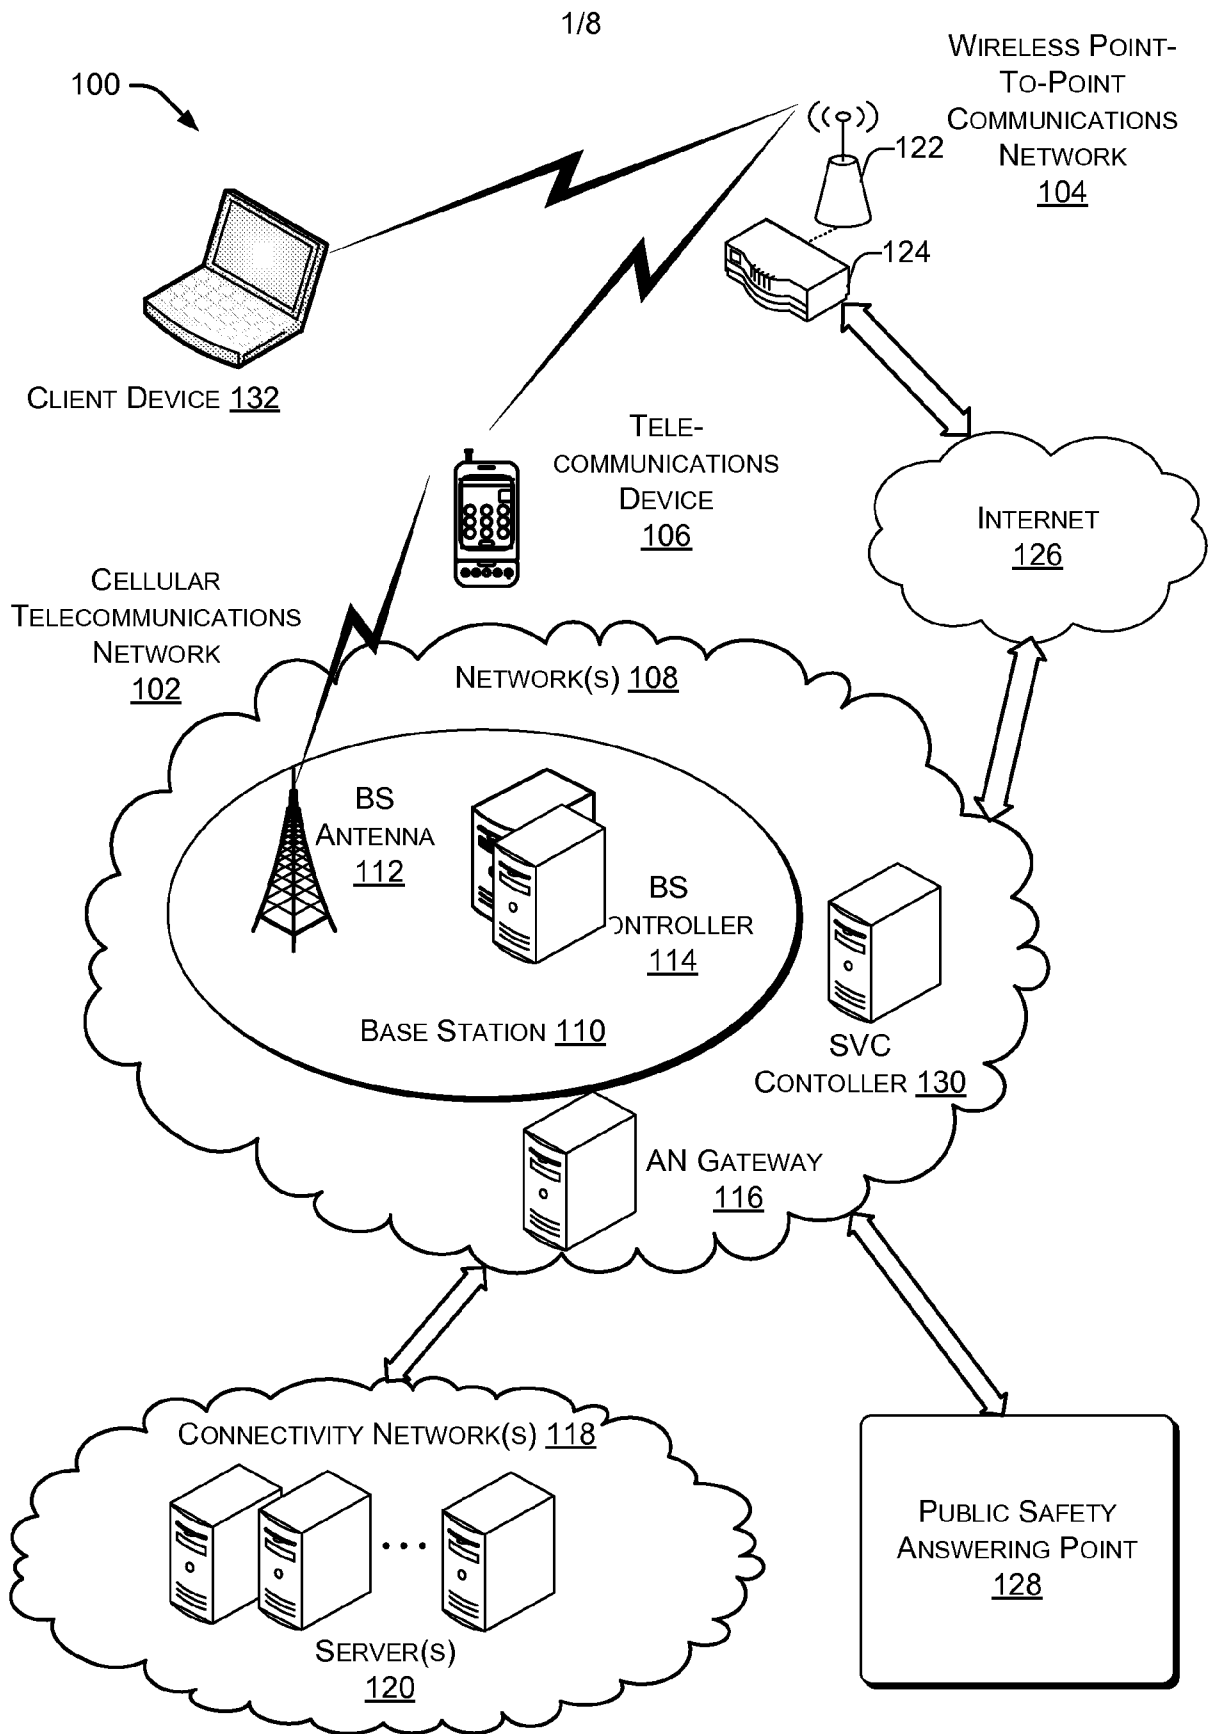 1/8
WIRELESS POINT-
TO-POINT
COMMUNICATIONS
NETWORK
104
100
122
124
CLIENT DEVICE 132
TELE-
COMMUNICATIONS
DEVICE
106
INTERNET
126
CELLULAR
TELECOMMUNICATIONS
NETWORK
102
NETWORK(S) 108
BS
ANTENNA
112
BS
ONTROLLER
114
BASE STATION 110
SVC
CONTOLLER 130
AN GATEWAY
116
CONNECTIVITY NETWORK(S) 118
SERVER(S)
120
PUBLIC SAFETY
ANSWERING POINT
128